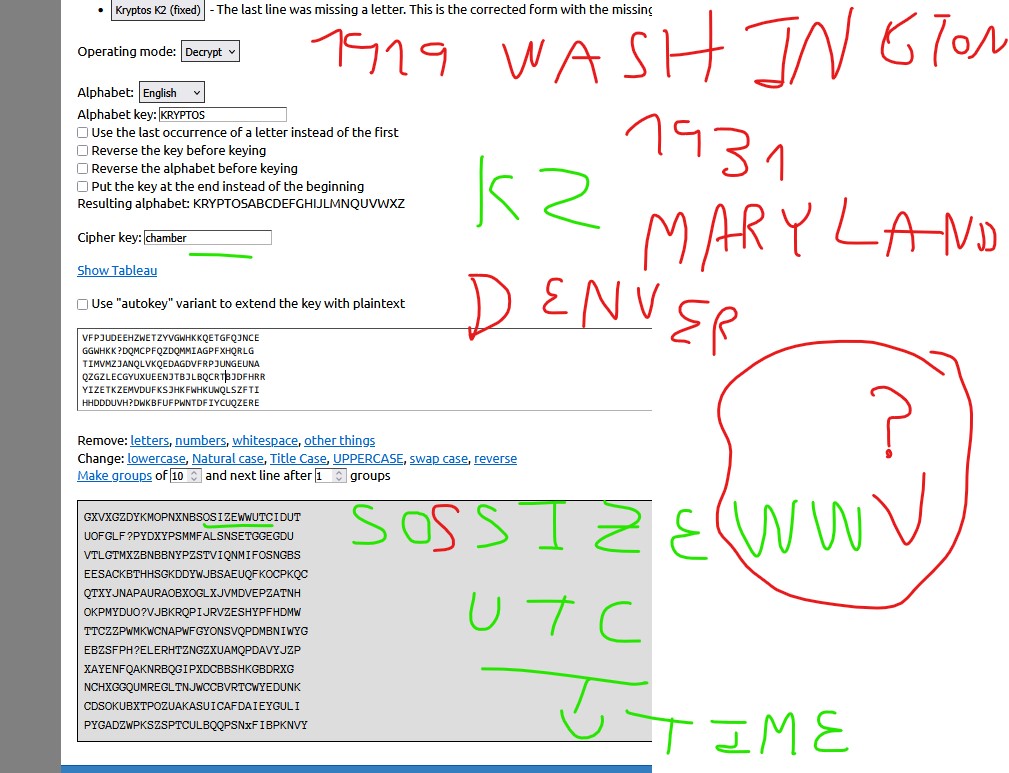 Kryptos K2 (fixed) - The last line was missing a letter. This is the corrected form with the missing
Operating mode: Decrypt
1929 WASHINGTON
Alphabet: English
Alphabet key: KRYPTOS
1931
Use the last occurrence of a letter instead of the first
Reverse the key before keying
Reverse the alphabet before keying
Put the key at the end instead of the beginning
K2
Resulting alphabet: KRYPTOSABCDEFGHIJLMNQUVWXZ
MARYLAND
Cipher key: chamber
Show Tableau
DENVER
Use "autokey" variant to extend the key with plaintext
VFPJUDEEHZWETZYVGWHKKQETGFQJNCE
GGWHKK?DQMCPFQZDQMMIAGPFXHQRLG
TIMVMZJANQLVKQEDAGDVFRPJUNGEUNA
QZGZLECGYUXUEENJTBJLBQCRTBJDFHRR
YIZETKZEMVDUFKSJHKFWHKUWQLSZFTI
HHDDDUVH?DWKBFUFPWNTDFIYCUQZERE
?
Remove: letters, numbers, whitespace, other things
Change: lowercase, Natural case, Title Case, UPPERCASE, swap case, reverse
Make groups of 10 and next line after 1 groups
GXVXGZDYKMOPNXNBSOSIZEWWUTCIDUT
UOFGLF?PYDXYPSMMFALSNSETGGEGDU
VTLGTMXZBNBBNYPZSTVIQNMIFOSNGBS
EESACKBTHHSGKDDYWJBSAEUQFKOCPKQC
QTXYJNAPAURAOBXOGLXJVMDVEPZATNH
OKPMYDUO?VJBKRQPIJRVZESHYPFHDMW
TTCZZPWMKWCNAPWFGYONSVQPDMBNIWYG
EBZSFPH?ELERHTZNGZXUAMQPDAVYJZP
XAYENFQAKNRBQGIPXDCBBSHKGBDRXG
NCHXGGQUMREGLTNJWCCBVRTCWYEDUNK
CDSOKUBXTPOZUAKASUICAFDAIEYGULI
PYGADZWPKSZSPTCULBQQPSNxFIBPKNVY
SOSSIZEWWV
UTC
UTIME